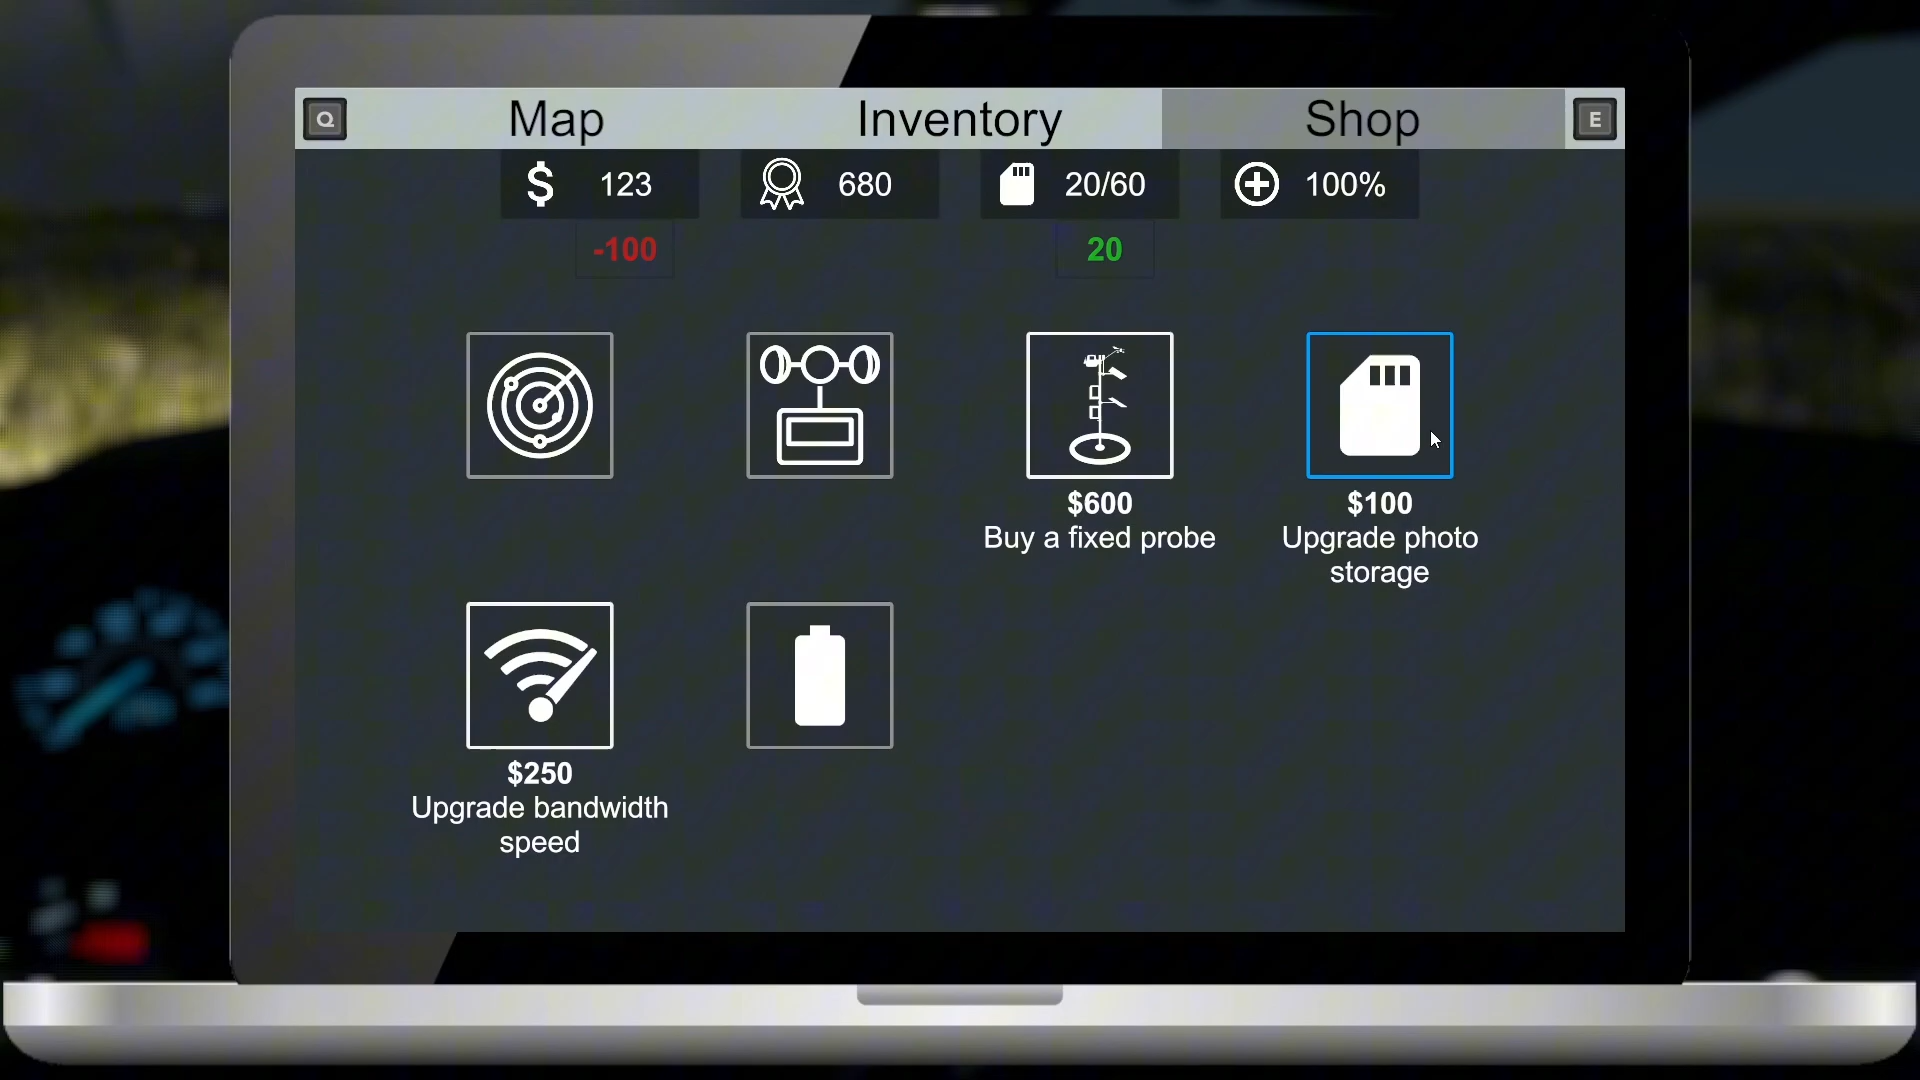 Q
Map
Inventory
Shop
E
$ 123
680
20/60
100%
-100
20
$600
Buy a fixed probe
$100
Upgrade photo
storage
$250
Upgrade bandwidth
speed